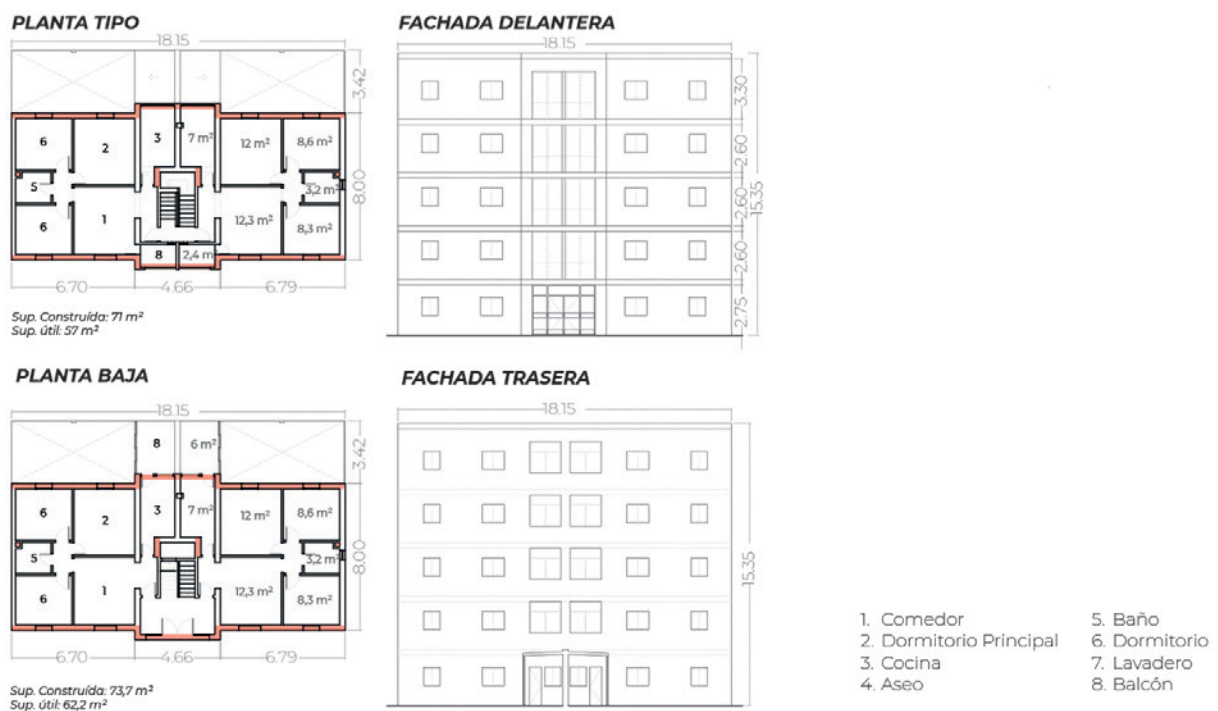 PLANTA TIPO
18.15
3.42
6
2
3
7 m²
12 m²
8,6 m²
5
3,2 m²
8.00
6
1
12,3 m²
8,3 m²
8
2,4 m²
6.70
4.66
6.79
Sup. Construída: 71 m²
Sup. útil: 57 m²
FACHADA DELANTERA
18.15
3.30
2.60
2.60
2.60
2.75
15.35
PLANTA BAJA
18.15
8
6 m²
3.42
6
2
3
7 m²
12 m²
8,6 m²
5
3,2 m²
8.00
6
1
12,3 m²
8,3 m²
6.70
4.66
6.79
Sup. Construída: 73,7 m²
Sup. útil: 62,2 m²
FACHADA TRASERA
18.15
15.35
1. Comedor
2. Dormitorio Principal
3. Cocina
4. Aseo
5. Baño
6. Dormitorio
7. Lavadero
8. Balcón